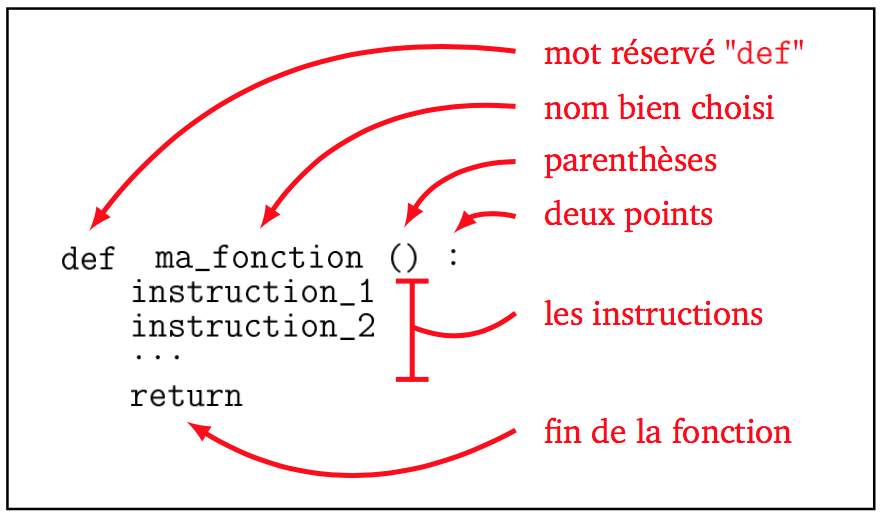 mot réservé "def"
nom bien choisi
parenthèses
deux points
def ma_fonction () :
instruction_1
instruction_2
...
return
les instructions
fin de la fonction